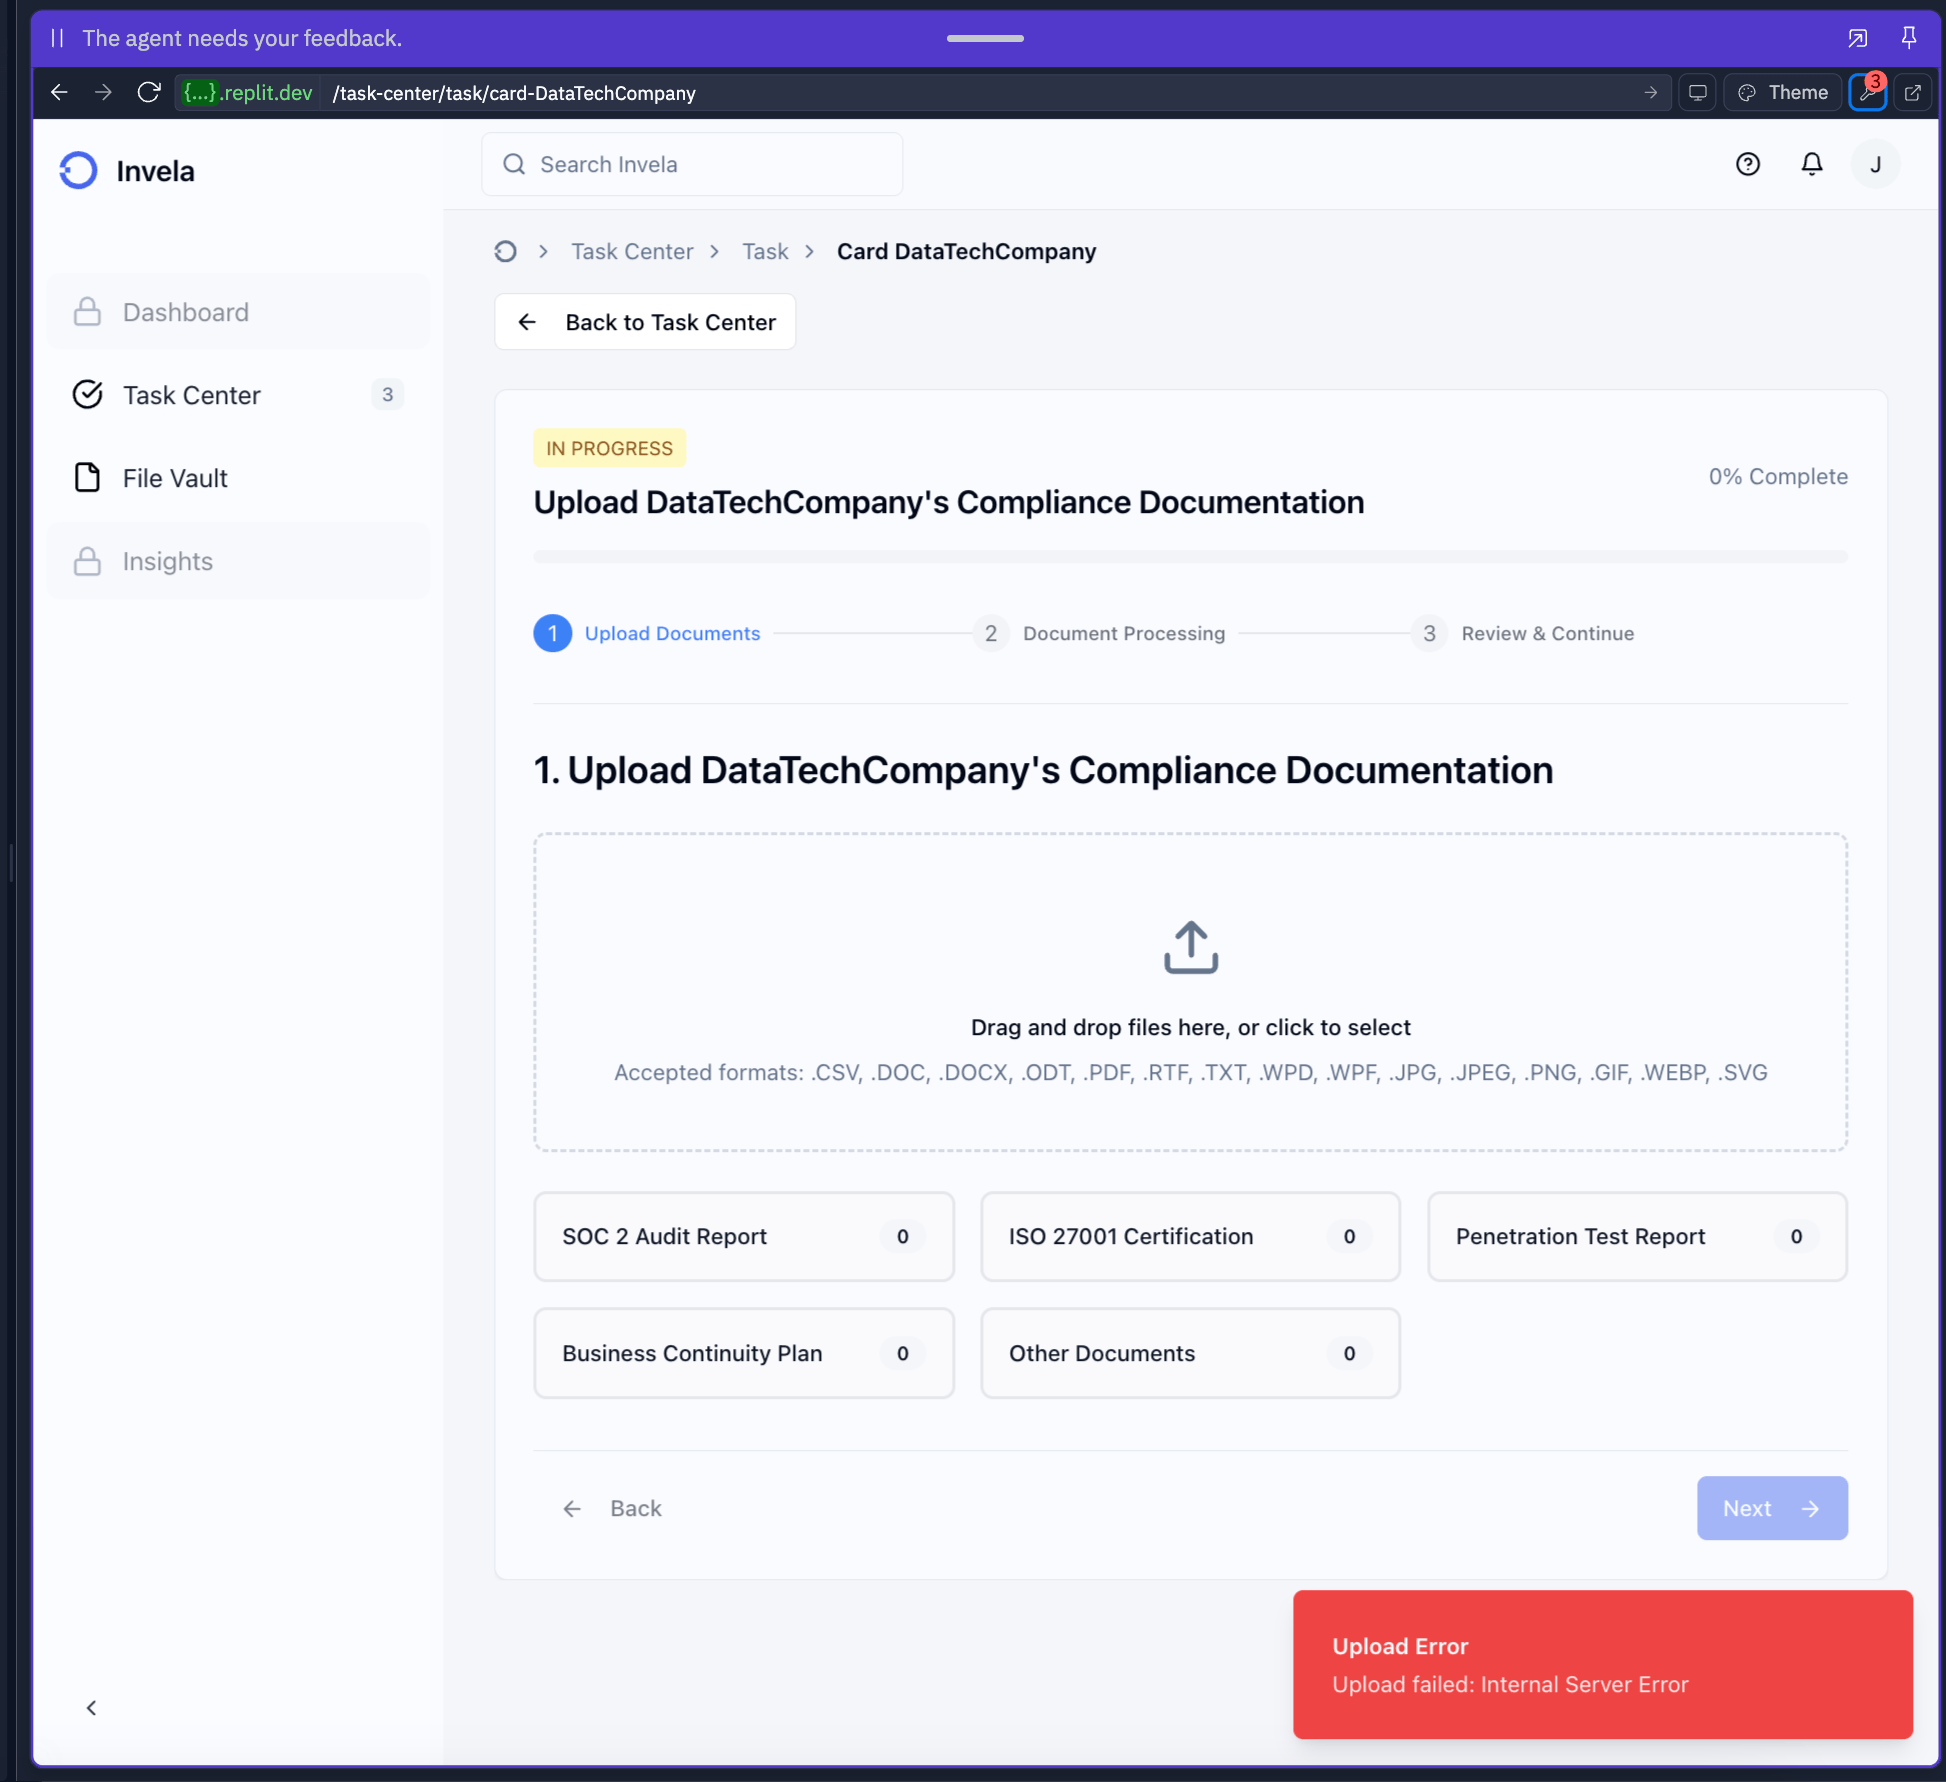 The agent needs your feedback.
{...}.replit.dev /task-center/task/card-DataTechCompany
Theme
3
Invela
Search Invela
J
Dashboard
Task Center 3
File Vault
Insights
Task Center Task Card DataTechCompany
Back to Task Center
IN PROGRESS
0% Complete
Upload DataTechCompany's Compliance Documentation
1 Upload Documents 2 Document Processing 3 Review & Continue
1. Upload DataTechCompany's Compliance Documentation
Drag and drop files here, or click to select
Accepted formats: .CSV, .DOC, .DOCX, .ODT, .PDF, .RTF, .TXT, .WPD, .WPF, .JPG, .JPEG, .PNG, .GIF, .WEBP, .SVG
SOC 2 Audit Report 0
ISO 27001 Certification 0
Penetration Test Report 0
Business Continuity Plan 0
Other Documents 0
Back
Next
Upload Error
Upload failed: Internal Server Error